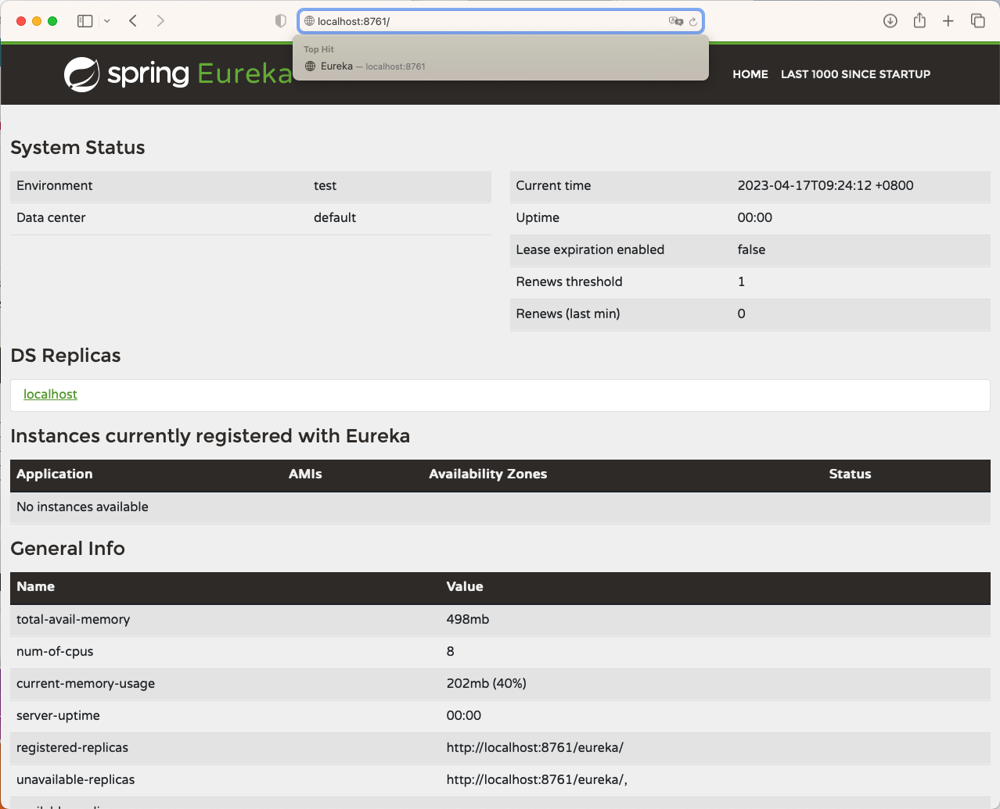 localhost:8761/
Top Hit
Eureka — localhost:8761
spring Eureka
HOME LAST 1000 SINCE STARTUP
System Status
Environment test
Data center default
Current time 2023-04-17T09:24:12 +0800
Uptime 00:00
Lease expiration enabled false
Renews threshold 1
Renews (last min) 0
DS Replicas
localhost
Instances currently registered with Eureka
Application AMIs Availability Zones Status
No instances available
General Info
Name Value
total-avail-memory 498mb
num-of-cpus 8
current-memory-usage 202mb (40%)
server-uptime 00:00
registered-replicas http://localhost:8761/eureka/
unavailable-replicas http://localhost:8761/eureka/,